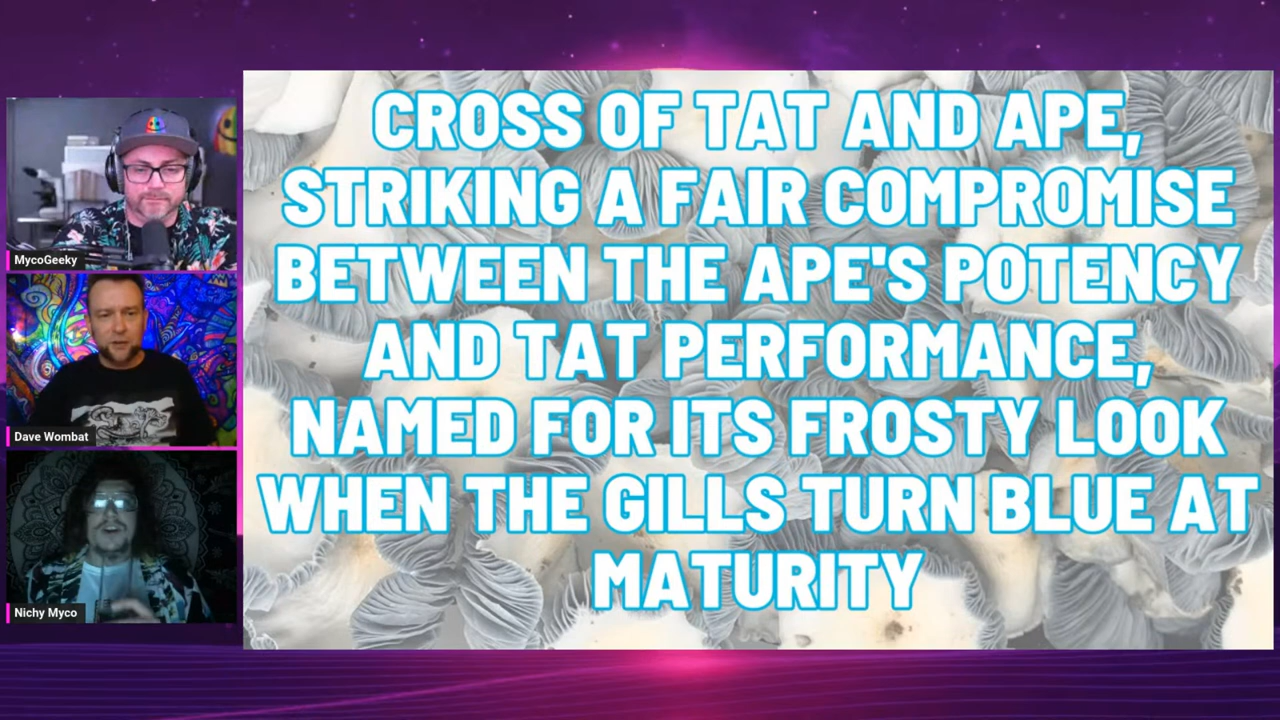 MycoGeeky
Dave Wombat
Nichy Myco
CROSS OF TAT AND APE,
STRIKING A FAIR COMPROMISE
BETWEEN THE APE'S POTENCY
AND TAT PERFORMANCE,
NAMED FOR ITS FROSTY LOOK
WHEN THE GILLS TURN BLUE AT
MATURITY